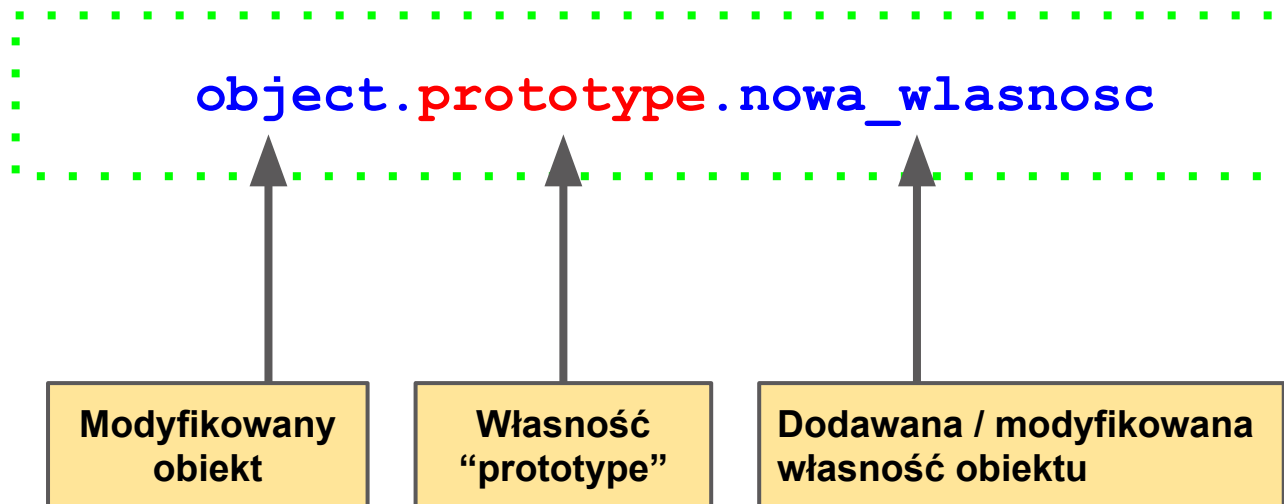 object.prototype.nowa_wlasnosc
Modyfikowany
obiekt
Własność
“prototype”
Dodawana / modyfikowana
własność obiektu